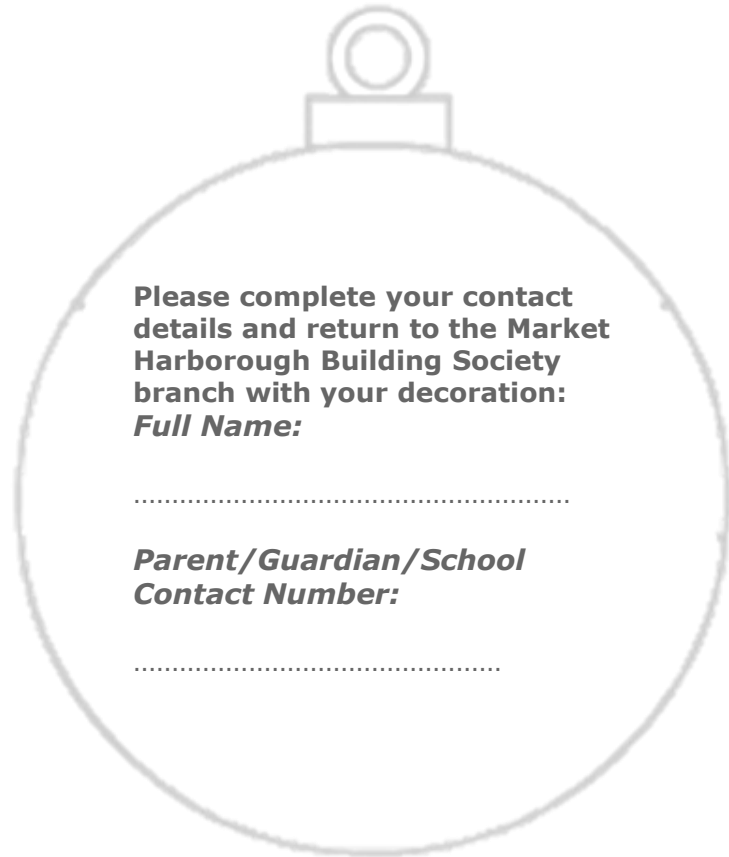 Please complete your contact
details and return to the Market
Harborough Building Society
branch with your decoration:
Full Name:
.........................................................
Parent/Guardian/School
Contact Number:
................................................